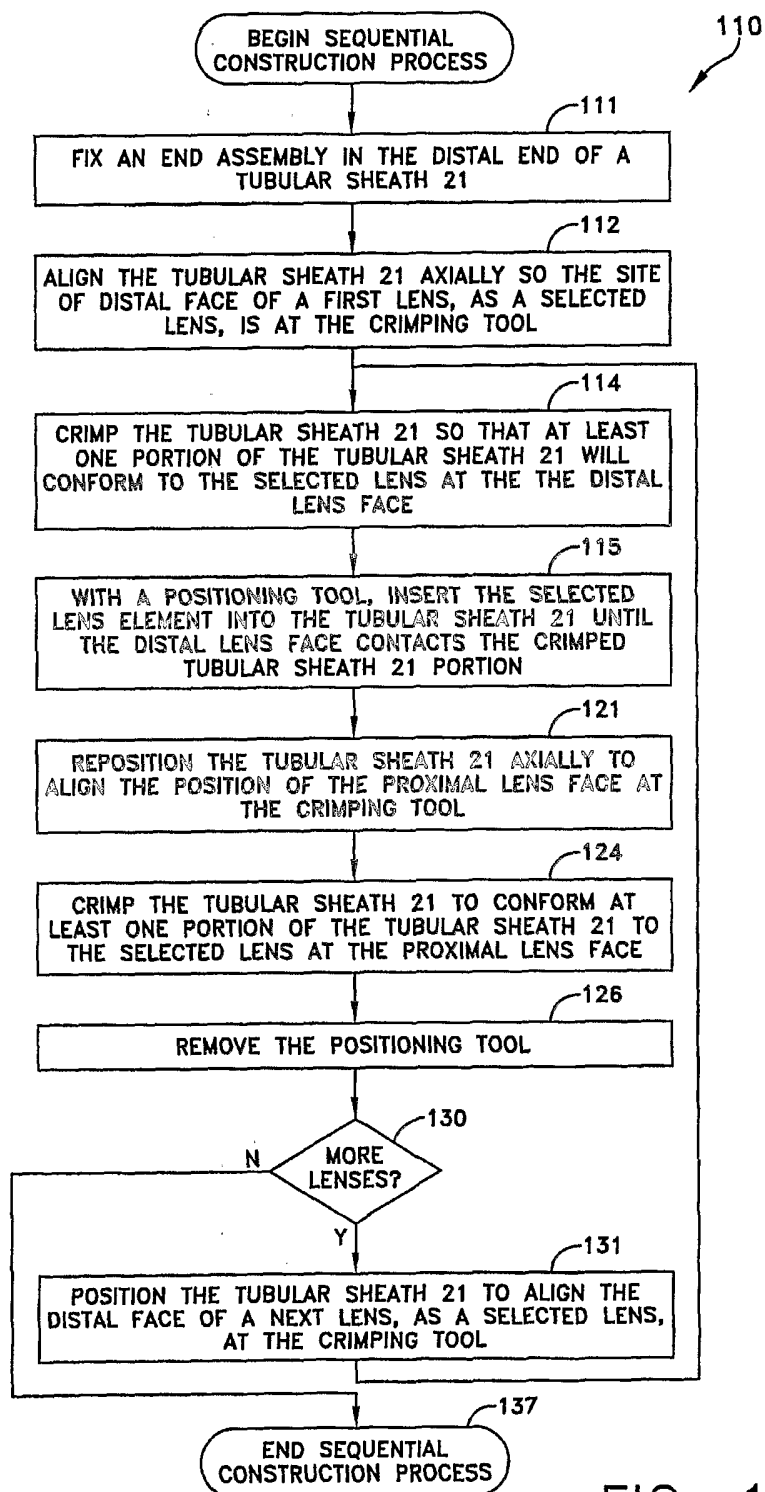 110
BEGIN SEQUENTIAL
CONSTRUCTION PROCESS
111
FIX AN END ASSEMBLY IN THE DISTAL END OF A
TUBULAR SHEATH 21
112
ALIGN THE TUBULAR SHEATH 21 AXIALLY SO THE SITE
OF DISTAL FACE OF A FIRST LENS, AS A SELECTED
LENS, IS AT THE CRIMPING TOOL
114
CRIMP THE TUBULAR SHEATH 21 SO THAT AT LEAST
ONE PORTION OF THE TUBULAR SHEATH 21 WILL
CONFORM TO THE SELECTED LENS AT THE THE DISTAL
LENS FACE
115
WITH A POSITIONING TOOL, INSERT THE SELECTED
LENS ELEMENT INTO THE TUBULAR SHEATH 21 UNTIL
THE DISTAL LENS FACE CONTACTS THE CRIMPED
TUBULAR SHEATH 21 PORTION
121
REPOSITION THE TUBULAR SHEATH 21 AXIALLY TO
ALIGN THE POSITION OF THE PROXIMAL LENS FACE AT
THE CRIMPING TOOL
124
CRIMP THE TUBULAR SHEATH 21 TO CONFORM AT
LEAST ONE PORTION OF THE TUBULAR SHEATH 21 TO
THE SELECTED LENS AT THE PROXIMAL LENS FACE
126
REMOVE THE POSITIONING TOOL
130
N
MORE
LENSES?
Y
131
POSITION THE TUBULAR SHEATH 21 TO ALIGN THE
DISTAL FACE OF A NEXT LENS, AS A SELECTED LENS,
AT THE CRIMPING TOOL
137
END SEQUENTIAL
CONSTRUCTION PROCESS